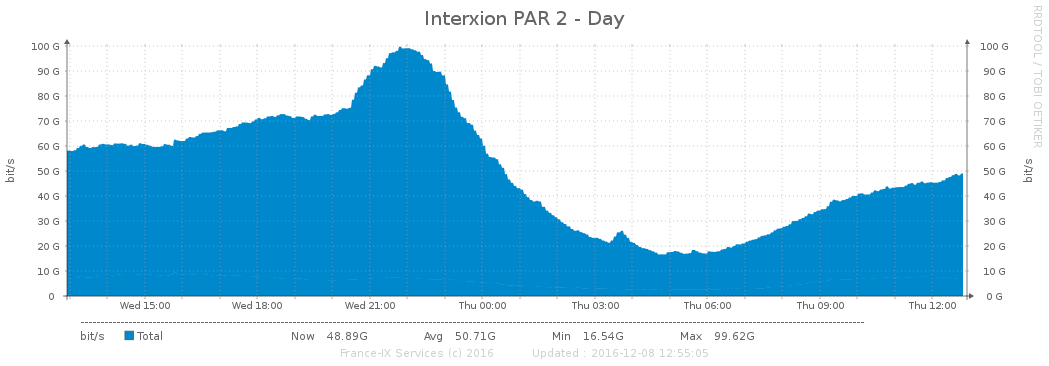 Interxion PAR 2 - Day
RRDTOOL / TOBI OETIKER
bit/s
100 G
90 G
80 G
70 G
60 G
50 G
40 G
30 G
20 G
10 G
0
100 G
90 G
80 G
70 G
60 G
50 G
40 G
30 G
20 G
10 G
0 G
bit/s
Wed 15:00 Wed 18:00 Wed 21:00 Thu 00:00 Thu 03:00 Thu 06:00 Thu 09:00 Thu 12:00
bit/s Total Now 48.89G Avg 50.71G Min 16.54G Max 99.62G
France-IX Services (c) 2016 Updated : 2016-12-08 12:55:05